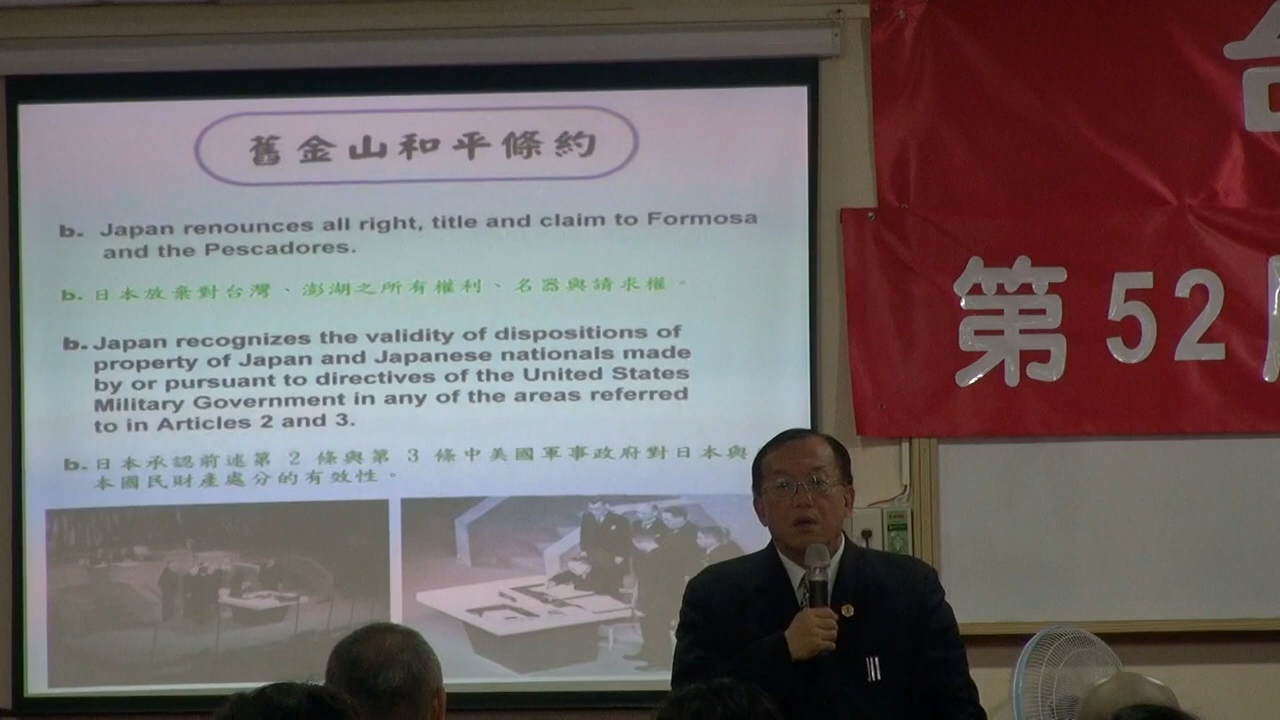 舊金山和平條約
b. Japan renounces all right, title and claim to Formosa
and the Pescadores.
b. 日本放棄對台灣、澎湖之所有權利、名器與請求權。
b. Japan recognizes the validity of dispositions of
property of Japan and Japanese nationals made
by or pursuant to directives of the United States
Military Government in any of the areas referred
to in Articles 2 and 3.
b. 日本承認前述第 2 條與第 3 條中美國軍事政府對日本與
本國民財產處分的有效性。
第52